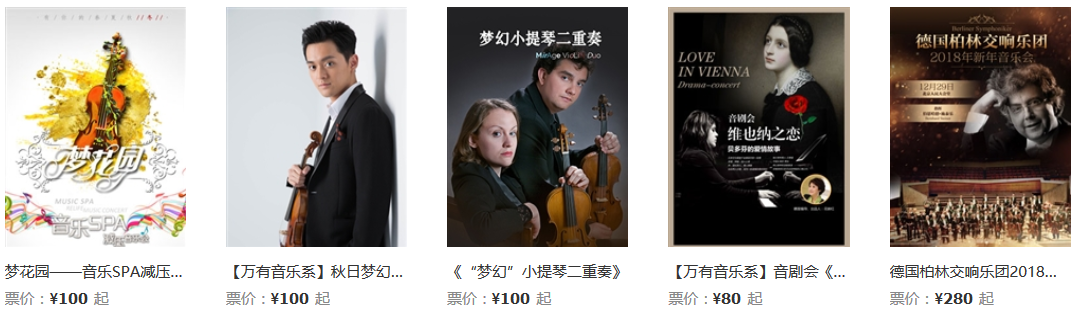 梦花园
MUSIC SPA
音乐SPA
梦花园——音乐SPA减压...
票价：¥100 起
【万有音乐系】秋日梦幻...
票价：¥100 起
梦幻小提琴二重奏
Mirage Violin Duo
《“梦幻”小提琴二重奏》
票价：¥100 起
LOVE
IN VIENNA
Drama-concert
音剧会
维也纳之恋
贝多芬的爱情故事
【万有音乐系】音剧会《...
票价：¥80 起
Berliner Symphoniker
德国柏林交响乐团
2018年新年音乐会
12月29日
德国柏林交响乐团2018...
票价：¥280 起